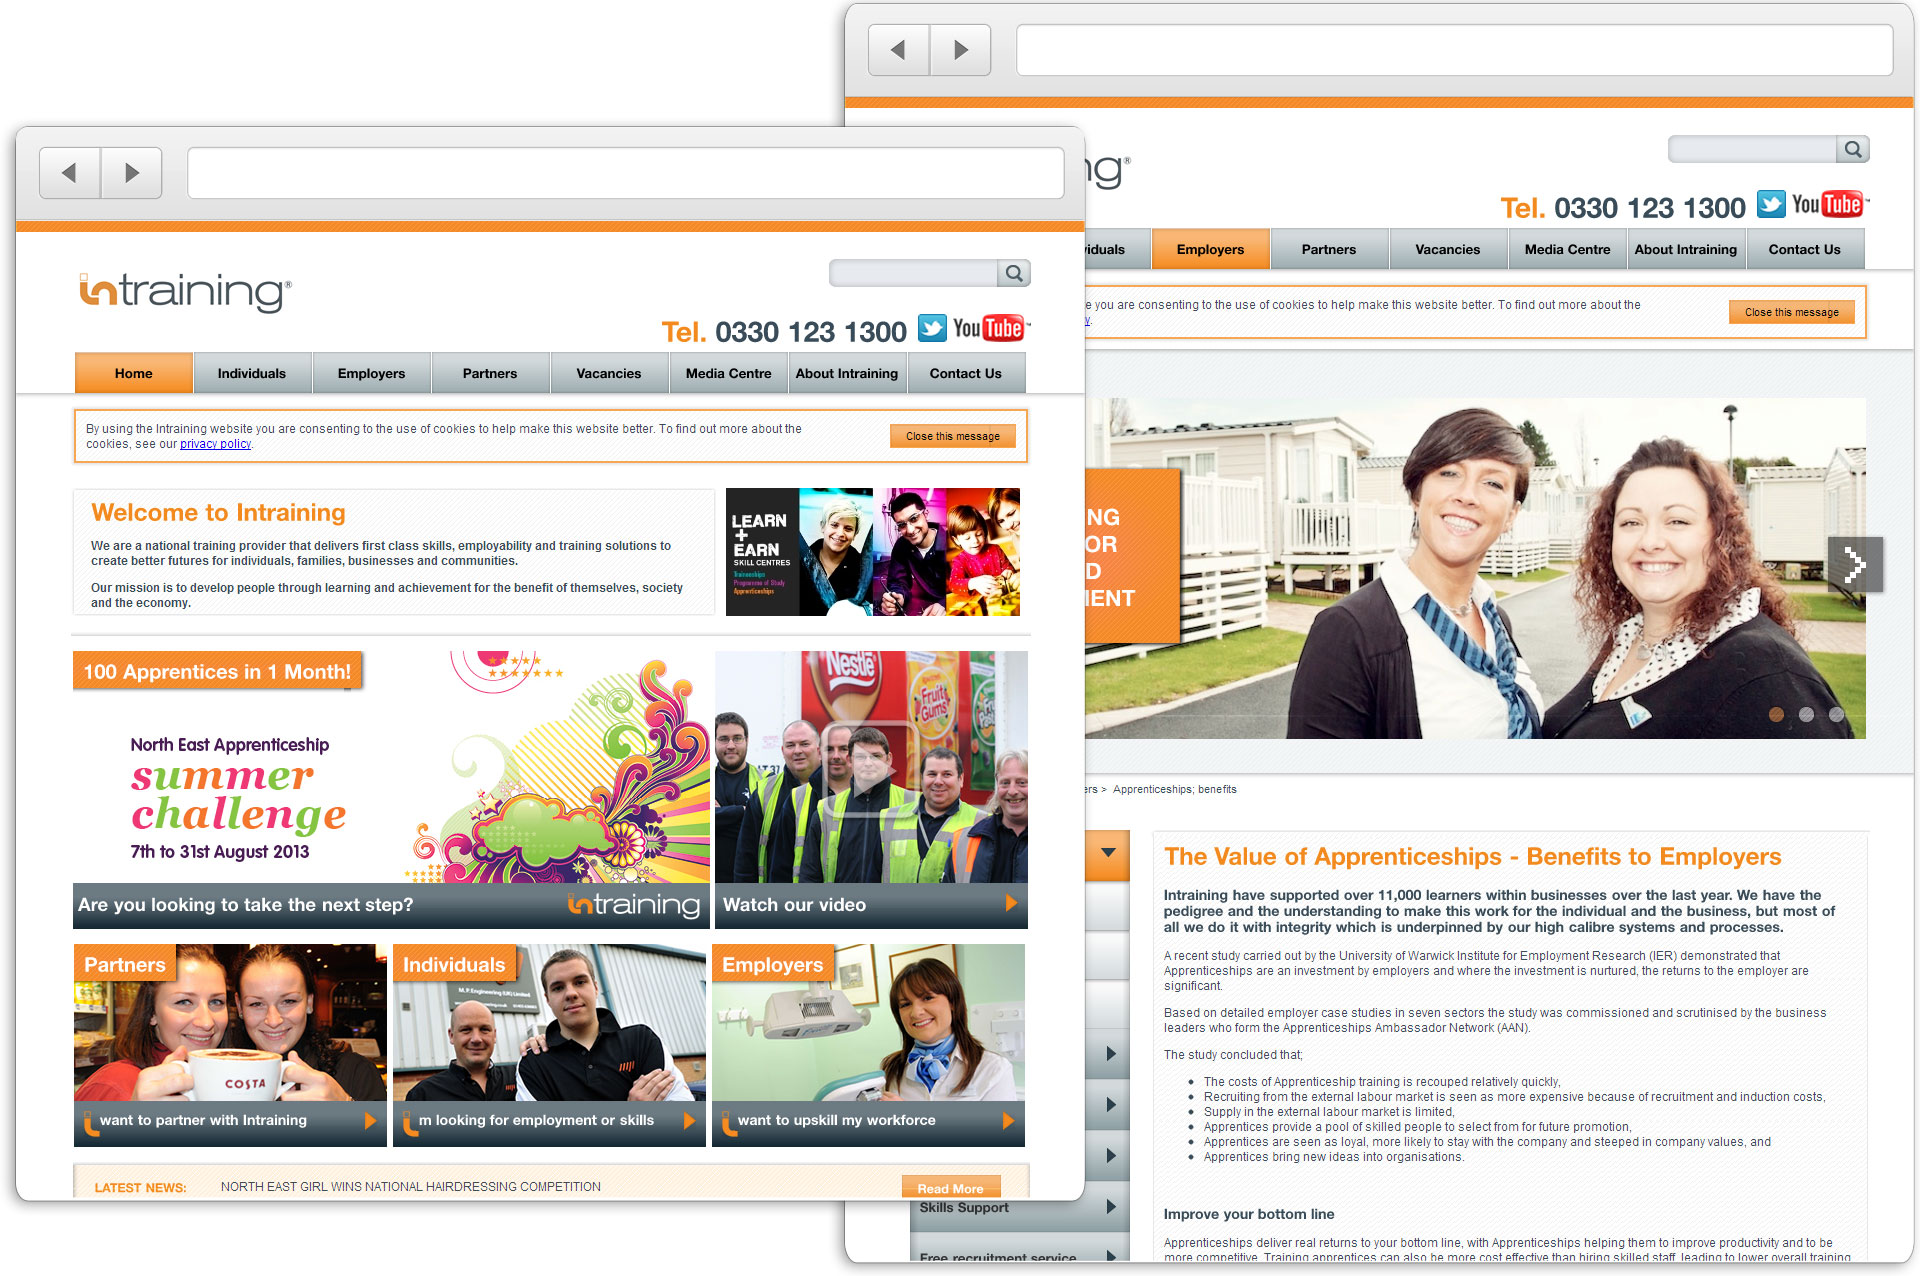 intraining®
Tel. 0330 123 1300 YouTube
Home Individuals Employers Partners Vacancies Media Centre About Intraining Contact Us
By using the Intraining website you are consenting to the use of cookies to help make this website better. To find out more about the
cookies, see our privacy policy.
Close this message
Welcome to Intraining
We are a national training provider that delivers first class skills, employability and training solutions to
create better futures for individuals, families, businesses and communities.
Our mission is to develop people through learning and achievement for the benefit of themselves, society
and the economy.
LEARN
+
EARN
SKILL CENTRES
Traineeships
Programme of Study
Apprenticeships
100 Apprentices in 1 Month!
North East Apprenticeship
summer
challenge
7th to 31st August 2013
Are you looking to take the next step?
intraining
Nestlé
Fruit
Gums
Watch our video
Partners
COSTA
want to partner with Intraining
Individuals
M.P. Engineering (UK) Limited
m looking for employment or skills
Employers
want to upskill my workforce
LATEST NEWS: NORTH EAST GIRL WINS NATIONAL HAIRDRESSING COMPETITION
Read More
ng®
Tel. 0330 123 1300 YouTube
viduals Employers Partners Vacancies Media Centre About Intraining Contact Us
e you are consenting to the use of cookies to help make this website better. To find out more about the
y.
Close this message
NG
OR
D
MENT
ers > Apprenticeships; benefits
The Value of Apprenticeships - Benefits to Employers
Intraining have supported over 11,000 learners within businesses over the last year. We have the
pedigree and the understanding to make this work for the individual and the business, but most of
all we do it with integrity which is underpinned by our high calibre systems and processes.
A recent study carried out by the University of Warwick Institute for Employment Research (IER) demonstrated that
Apprenticeships are an investment by employers and where the investment is nurtured, the returns to the employer are
significant.
Based on detailed employer case studies in seven sectors the study was commissioned and scrutinised by the business
leaders who form the Apprenticeships Ambassador Network (AAN).
The study concluded that;
• The costs of Apprenticeship training is recouped relatively quickly,
• Recruiting from the external labour market is seen as more expensive because of recruitment and induction costs,
• Supply in the external labour market is limited,
• Apprentices provide a pool of skilled people to select from for future promotion,
• Apprentices are seen as loyal, more likely to stay with the company and steeped in company values, and
• Apprentices bring new ideas into organisations.
Improve your bottom line
Apprenticeships deliver real returns to your bottom line, with Apprenticeships helping them to improve productivity and to be
more competitive. Training apprentices can also be more cost effective than hiring skilled staff, leading to lower overall training
Skills Support
Free recruitment service